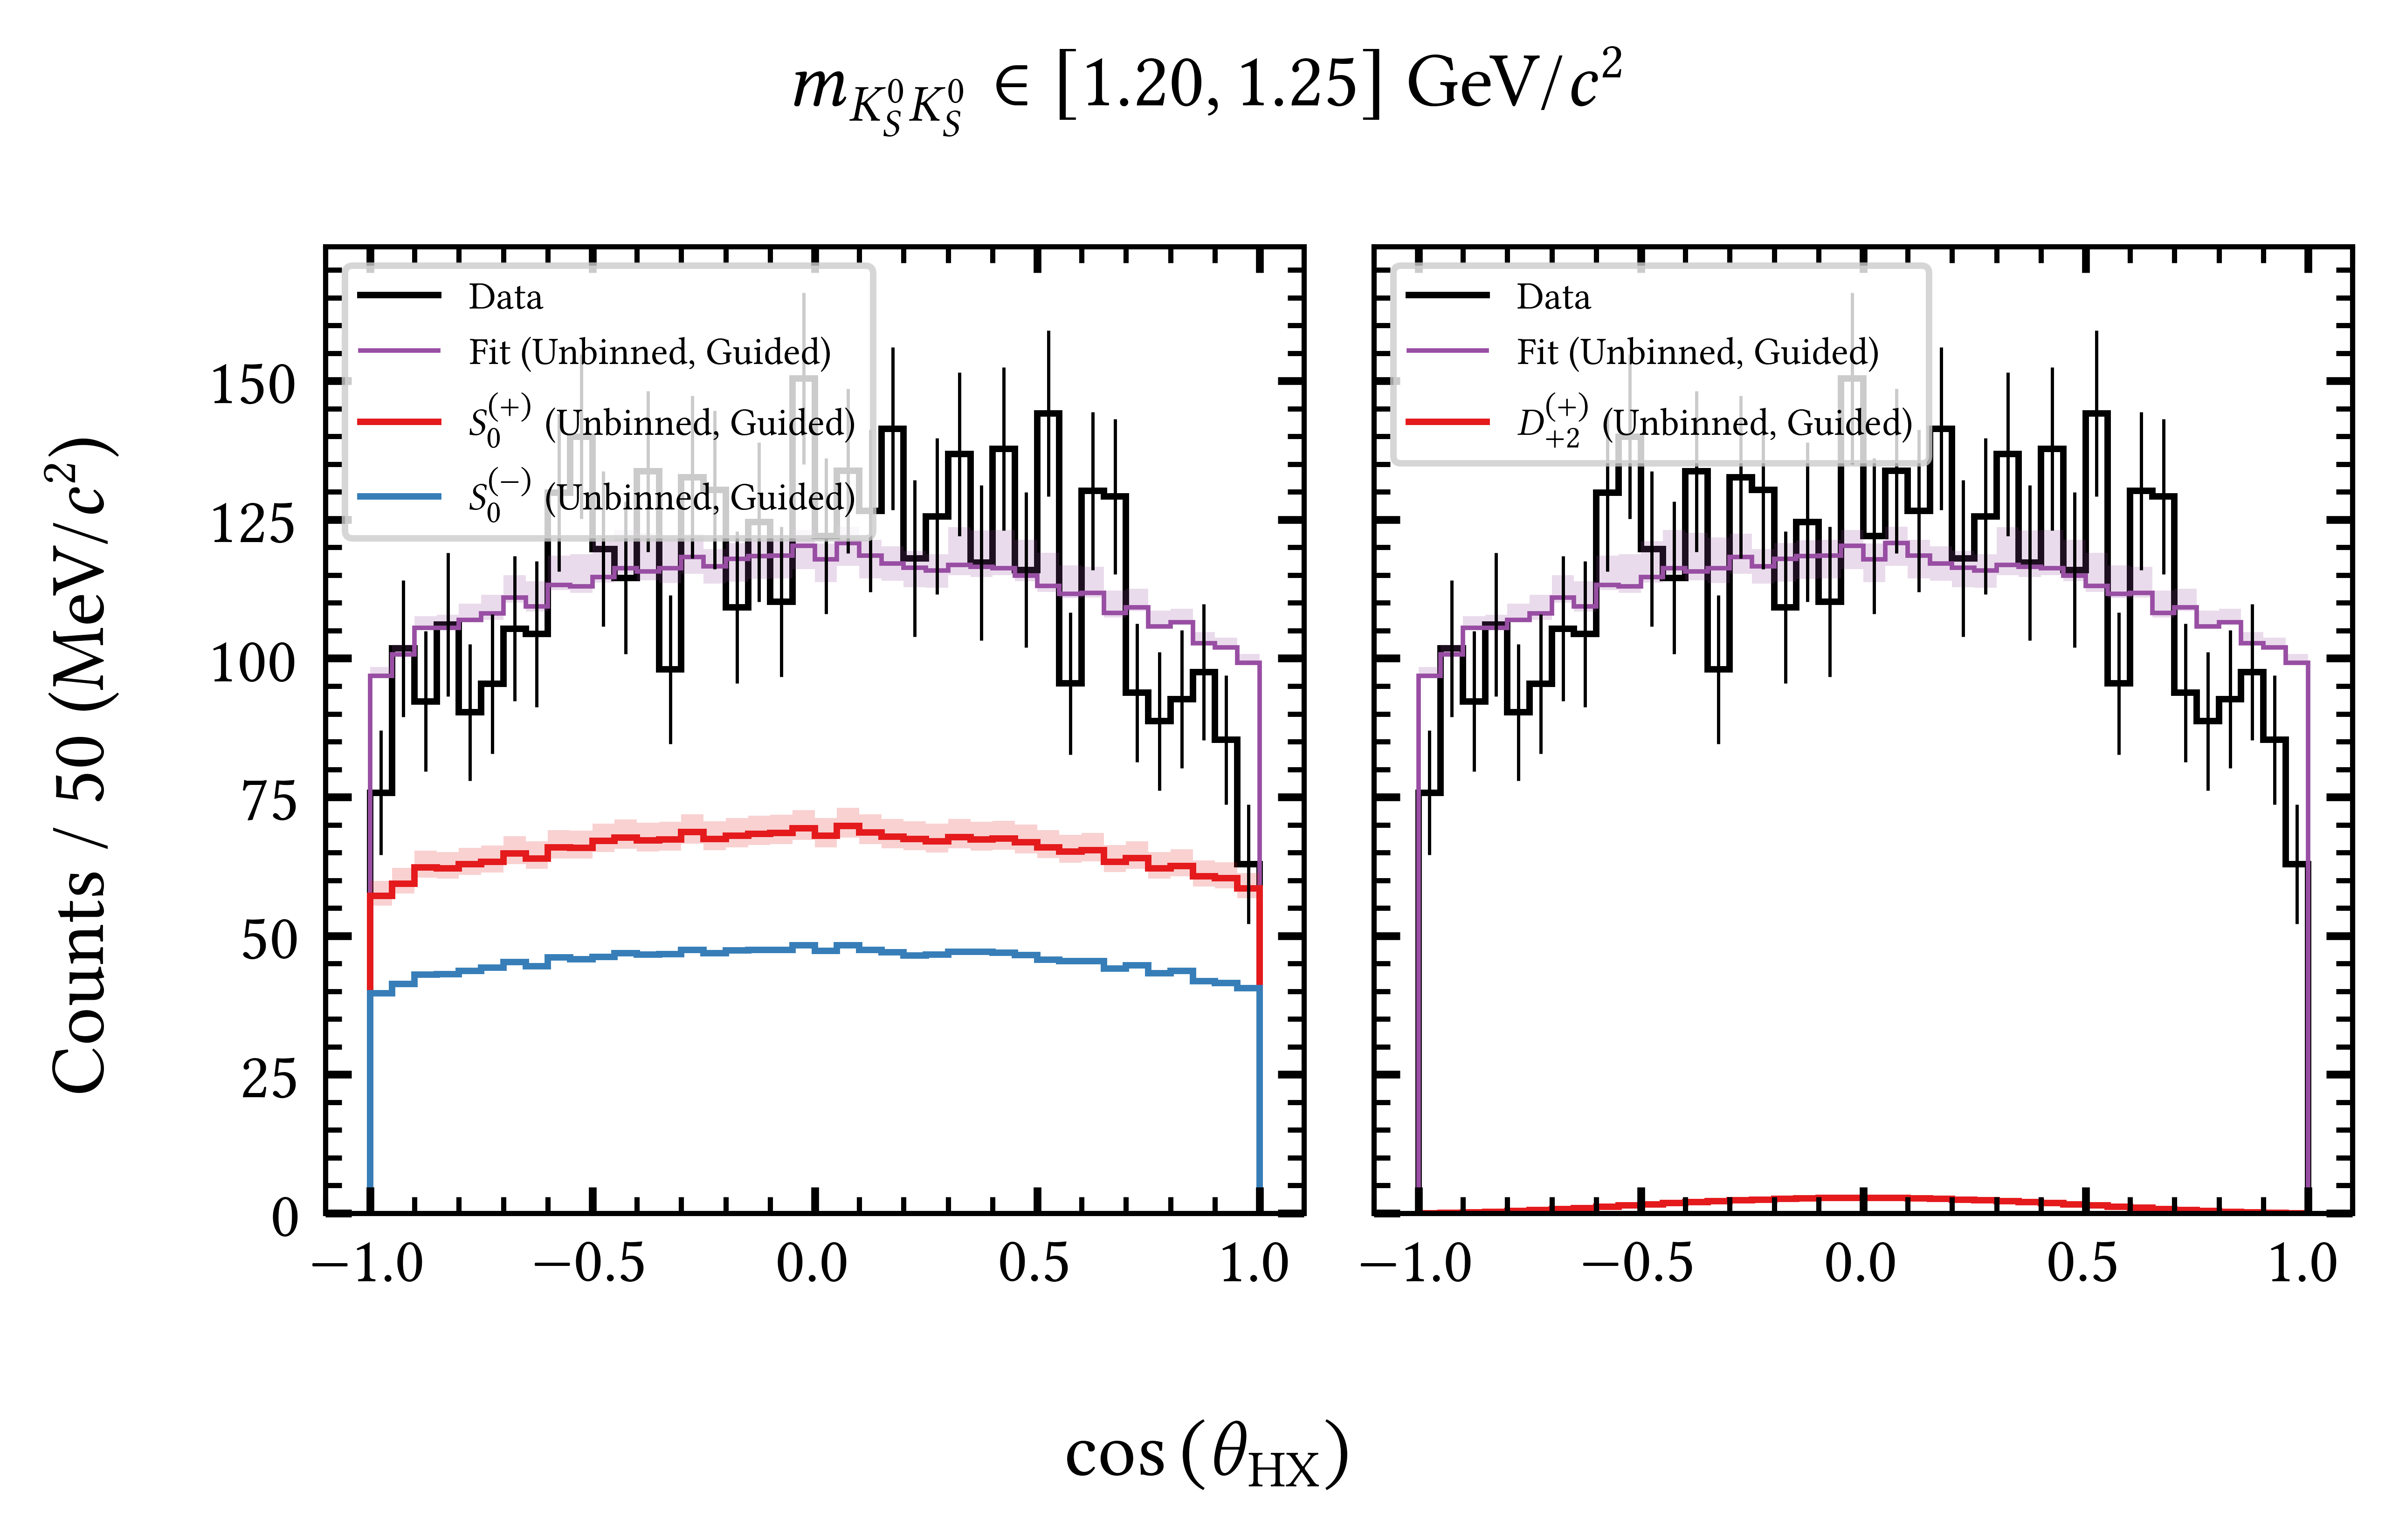 m_{K_S^0 K_S^0} ∈ [1.20, 1.25] GeV/c²
Counts / 50 (MeV/c²)
150
125
100
75
50
25
0
Data
Fit (Unbinned, Guided)
S_0^{(+)} (Unbinned, Guided)
S_0^{(−)} (Unbinned, Guided)
−1.0 −0.5 0.0 0.5 1.0
Data
Fit (Unbinned, Guided)
D_{+2}^{(+)} (Unbinned, Guided)
−1.0 −0.5 0.0 0.5 1.0
cos (θ_{HX})